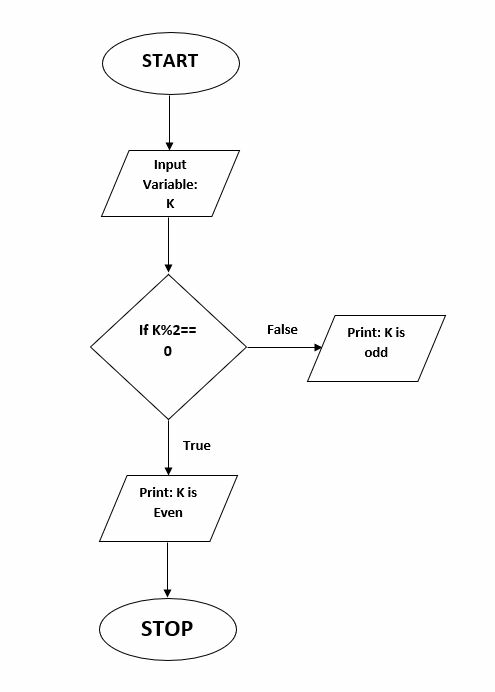 START
Input
Variable:
K
If K%2==
0
False
Print: K is
odd
True
Print: K is
Even
STOP